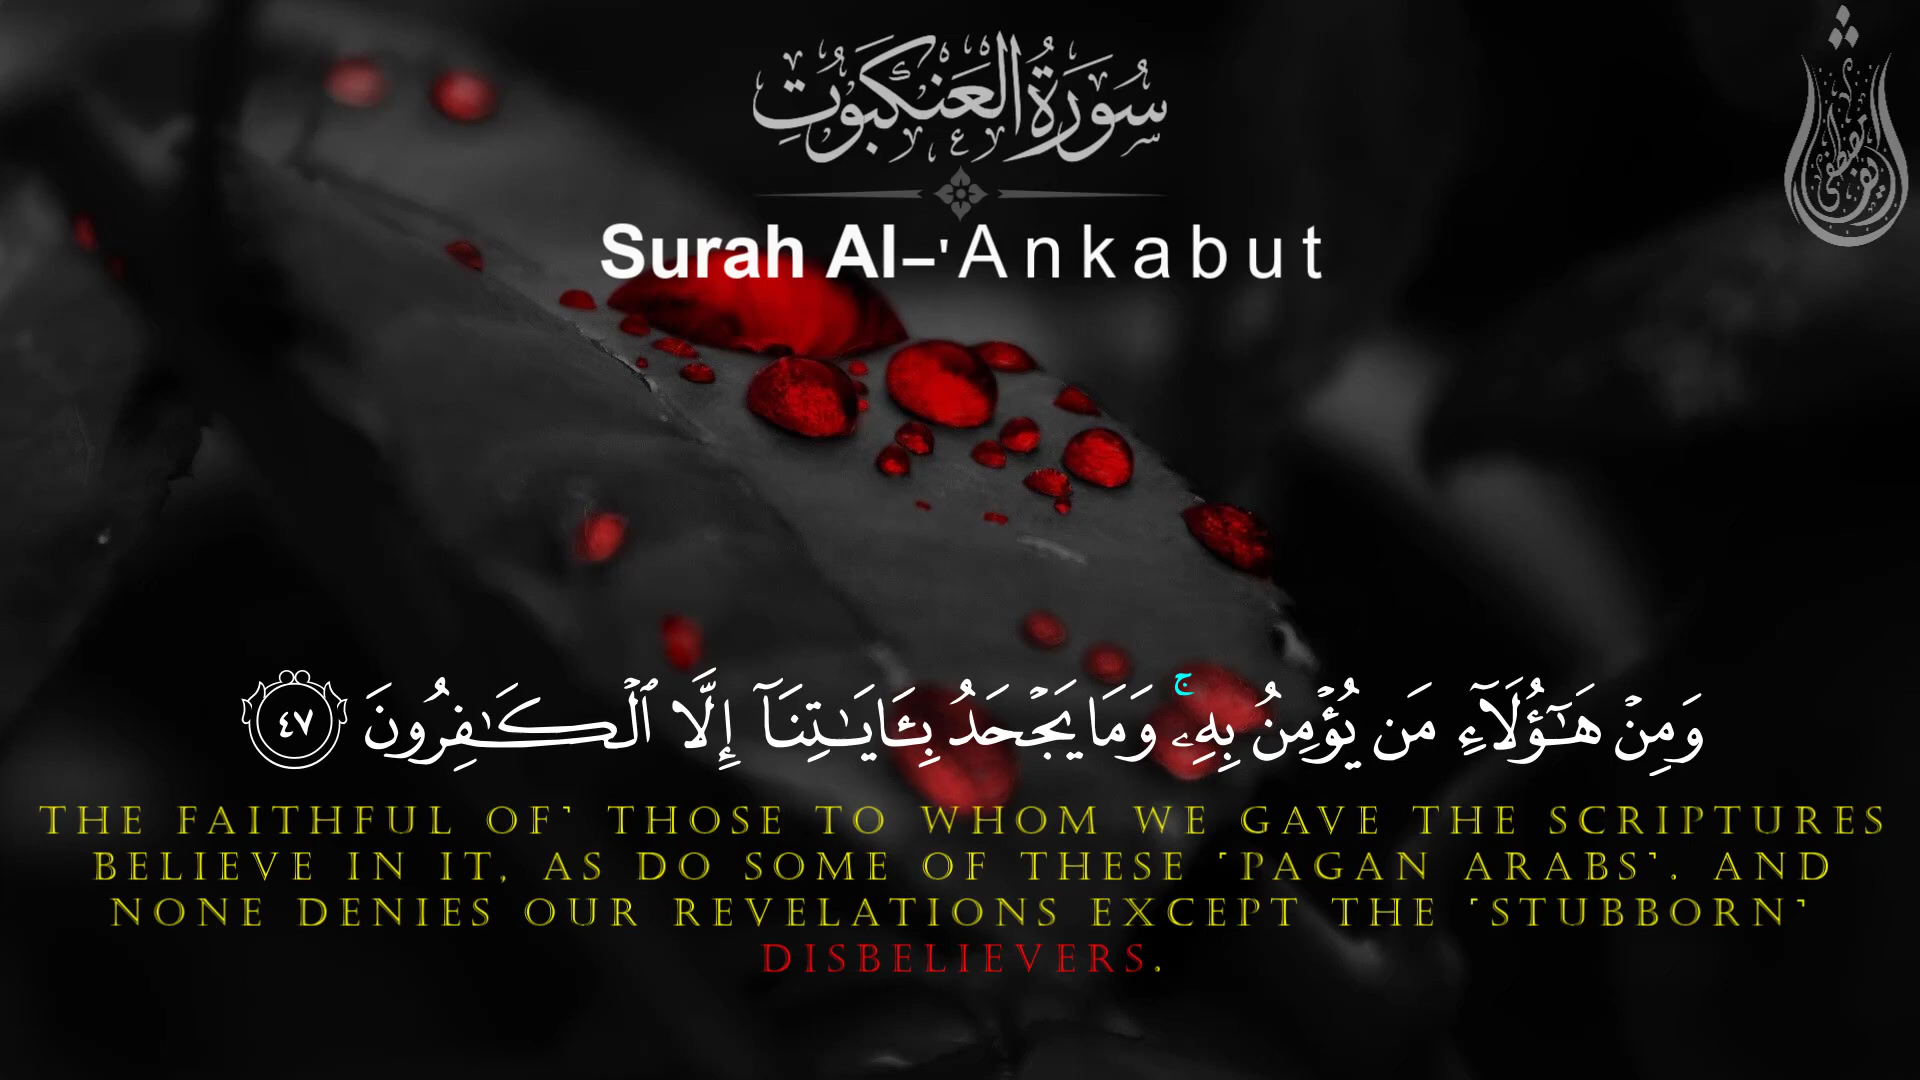 سُورَةُ العَنكَبُوتِ
Surah Al-'Ankabut
وَمِنْ هَٰٓؤُلَآءِ مَن يُؤْمِنُ بِهِۦ ۚ وَمَا يَجْحَدُ بِـَٔايَـٰتِنَآ إِلَّا ٱلْكَـٰفِرُونَ ٤٧
THE FAITHFUL OF˺ THOSE TO WHOM WE GAVE THE SCRIPTURES
BELIEVE IN IT, AS DO SOME OF THESE ˹PAGAN ARABS˺. AND
NONE DENIES OUR REVELATIONS EXCEPT THE ˹STUBBORN˺
DISBELIEVERS.